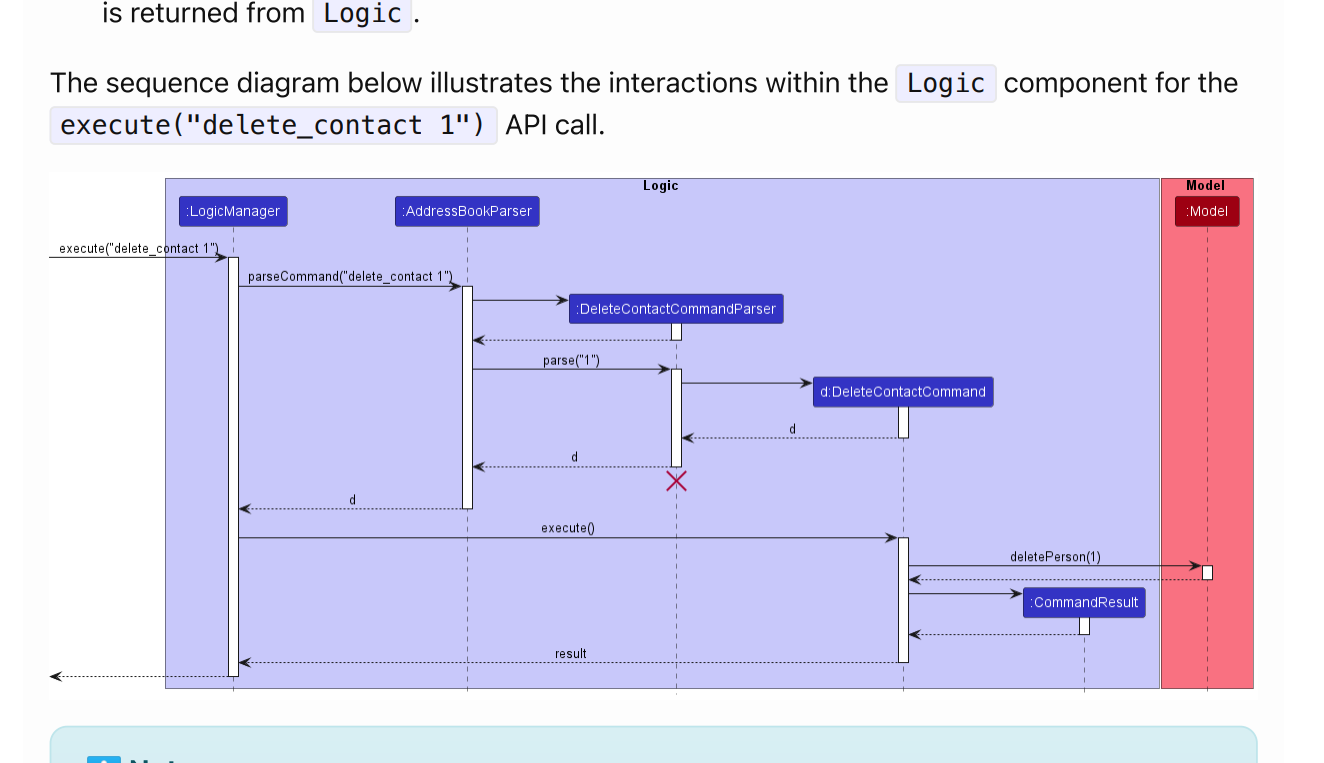 is returned from Logic.
The sequence diagram below illustrates the interactions within the Logic component for the
execute("delete_contact 1") API call.
Logic
Model
:LogicManager
:AddressBookParser
:Model
execute("delete_contact 1")
parseCommand("delete_contact 1")
:DeleteContactCommandParser
parse("1")
d:DeleteContactCommand
d
d
d
execute()
deletePerson(1)
:CommandResult
result